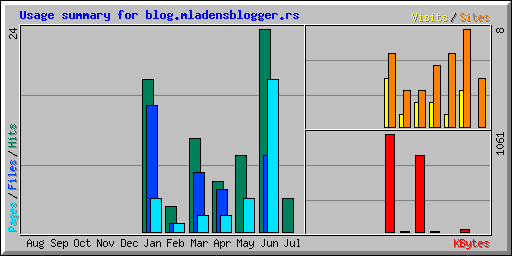 Usage summary for blog.mladensblogger.rs
Visits/Sites
24
8
Pages/Files/Hits
1061
Aug Sep Oct Nov Dec Jan Feb Mar Apr May Jun Jul
KBytes